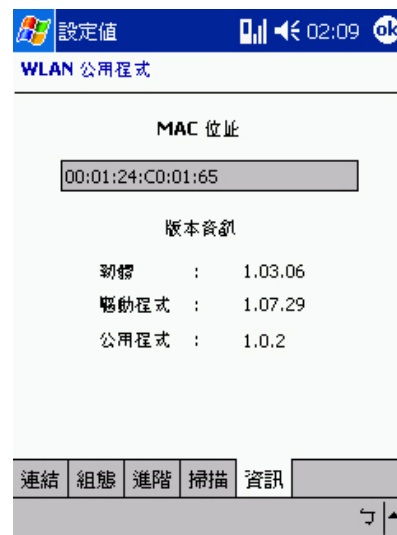 設定值 02:09 ok
WLAN 公用程式
MAC 位址
00:01:24:C0:01:65
版本資訊
韌體 : 1.03.06
驅動程式 : 1.07.29
公用程式 : 1.0.2
連結 組態 進階 掃描 資訊
ㄅ